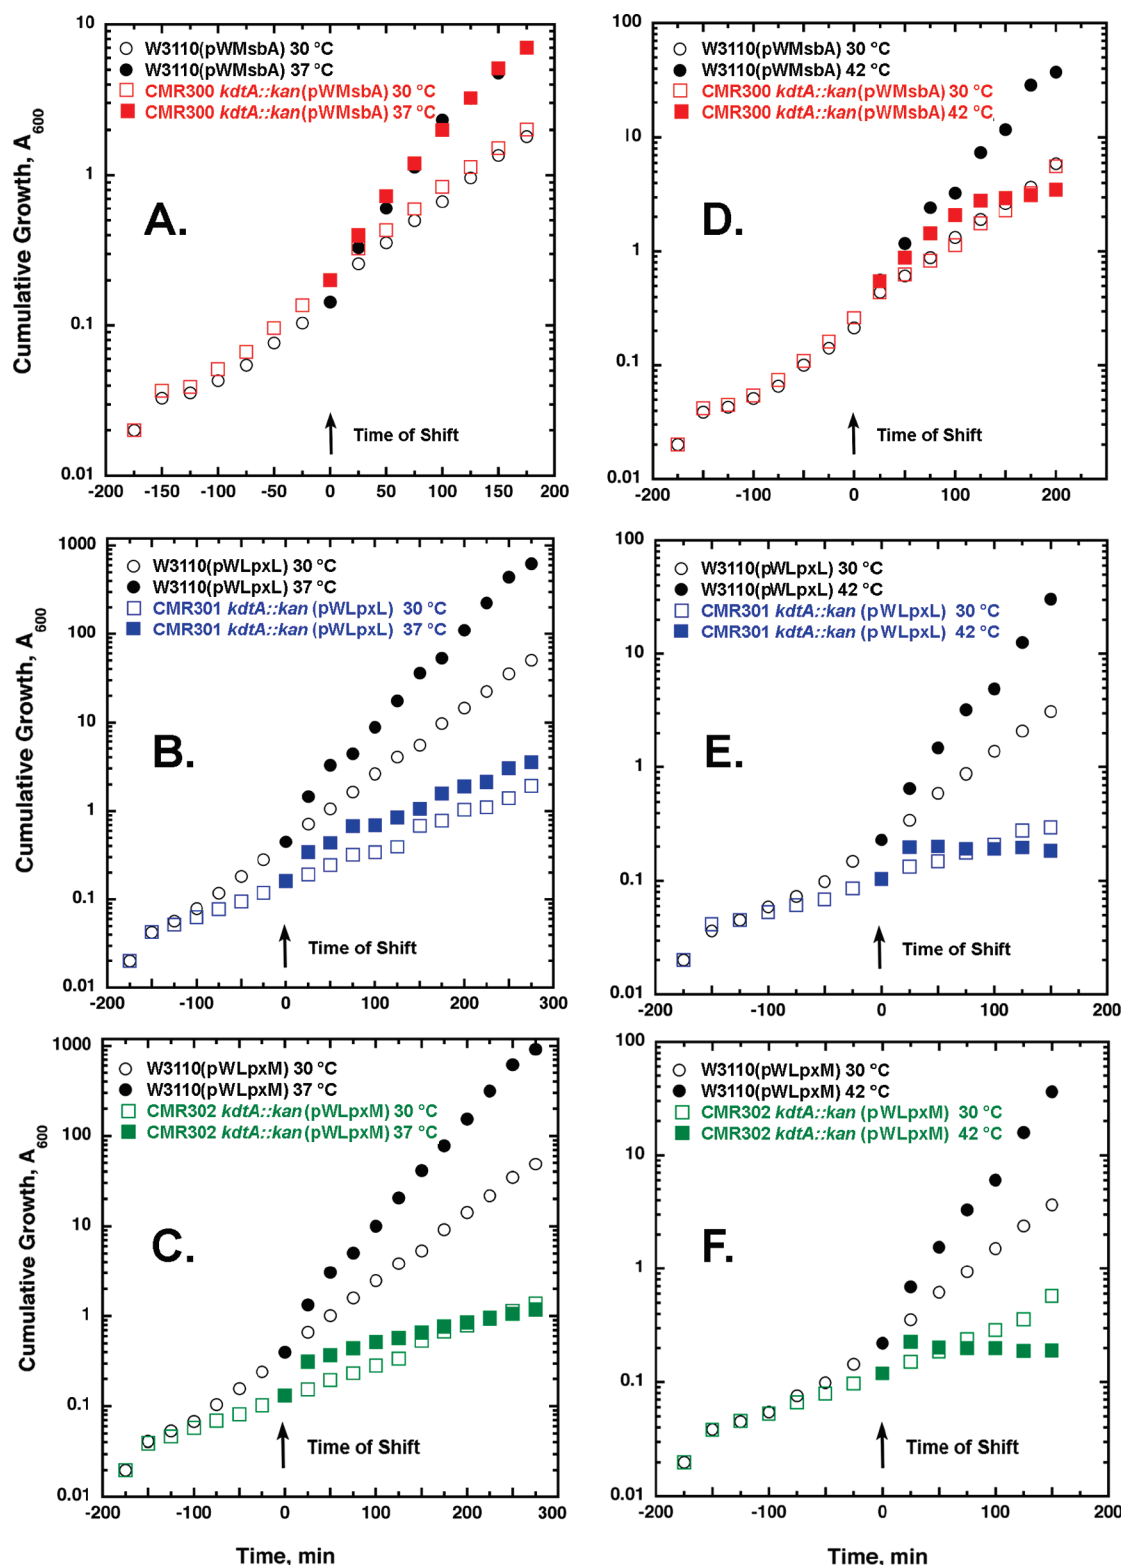 W3110(pWMsbA) 30 °C
W3110(pWMsbA) 37 °C
CMR300 kdtA::kan(pWMsbA) 30 °C
CMR300 kdtA::kan(pWMsbA) 37 °C
A.
Time of Shift
Cumulative Growth, A600
10
1
0.1
0.01
-200 -150 -100 -50 0 50 100 150 200
W3110(pWMsbA) 30 °C
W3110(pWMsbA) 42 °C
CMR300 kdtA::kan(pWMsbA) 30 °C
CMR300 kdtA::kan(pWMsbA) 42 °C
D.
Time of Shift
100
10
1
0.1
0.01
-200 -100 0 100 200
W3110(pWLpxL) 30 °C
W3110(pWLpxL) 37 °C
CMR301 kdtA::kan (pWLpxL) 30 °C
CMR301 kdtA::kan (pWLpxL) 37 °C
B.
Time of Shift
Cumulative Growth, A600
1000
100
10
1
0.1
0.01
-200 -100 0 100 200 300
W3110(pWLpxL) 30 °C
W3110(pWLpxL) 42 °C
CMR301 kdtA::kan (pWLpxL) 30 °C
CMR301 kdtA::kan (pWLpxL) 42 °C
E.
Time of Shift
100
10
1
0.1
0.01
-200 -100 0 100 200
W3110(pWLpxM) 30 °C
W3110(pWLpxM) 37 °C
CMR302 kdtA::kan (pWLpxM) 30 °C
CMR302 kdtA::kan (pWLpxM) 37 °C
C.
Time of Shift
Cumulative Growth, A600
1000
100
10
1
0.1
0.01
-200 -100 0 100 200 300
Time, min
W3110(pWLpxM) 30 °C
W3110(pWLpxM) 42 °C
CMR302 kdtA::kan (pWLpxM) 30 °C
CMR302 kdtA::kan (pWLpxM) 42 °C
F.
Time of Shift
100
10
1
0.1
0.01
-200 -100 0 100 200
Time, min